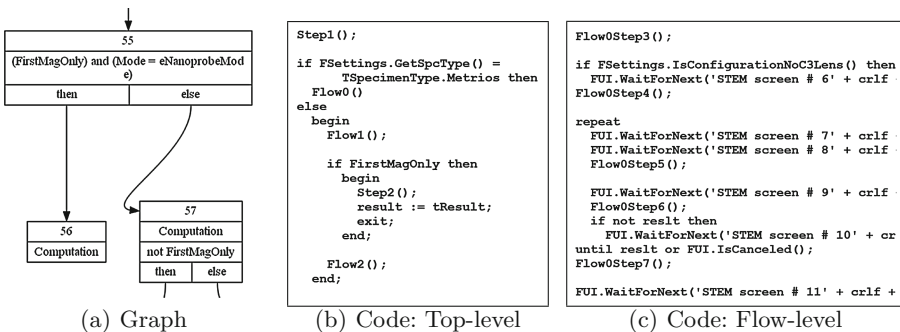 55
(FirstMagOnly) and (Mode = eNanoprobeMod
e)
then else
56
Computation
57
Computation
not FirstMagOnly
then else
(a) Graph
Step1();
if FSettings.GetSpcType() =
TSpecimenType.Metrios then
Flow0()
else
begin
Flow1();
if FirstMagOnly then
begin
Step2();
result := tResult;
exit;
end;
Flow2();
end;
(b) Code: Top-level
Flow0Step3();
if FSettings.IsConfigurationNoC3Lens() then
FUI.WaitForNext('STEM screen # 6' + crlf
Flow0Step4();
repeat
FUI.WaitForNext('STEM screen # 7' + crlf
FUI.WaitForNext('STEM screen # 8' + crlf
Flow0Step5();
FUI.WaitForNext('STEM screen # 9' + crlf
Flow0Step6();
if not reslt then
FUI.WaitForNext('STEM screen # 10' + cr
until reslt or FUI.IsCanceled();
Flow0Step7();
FUI.WaitForNext('STEM screen # 11' + crlf +
(c) Code: Flow-level